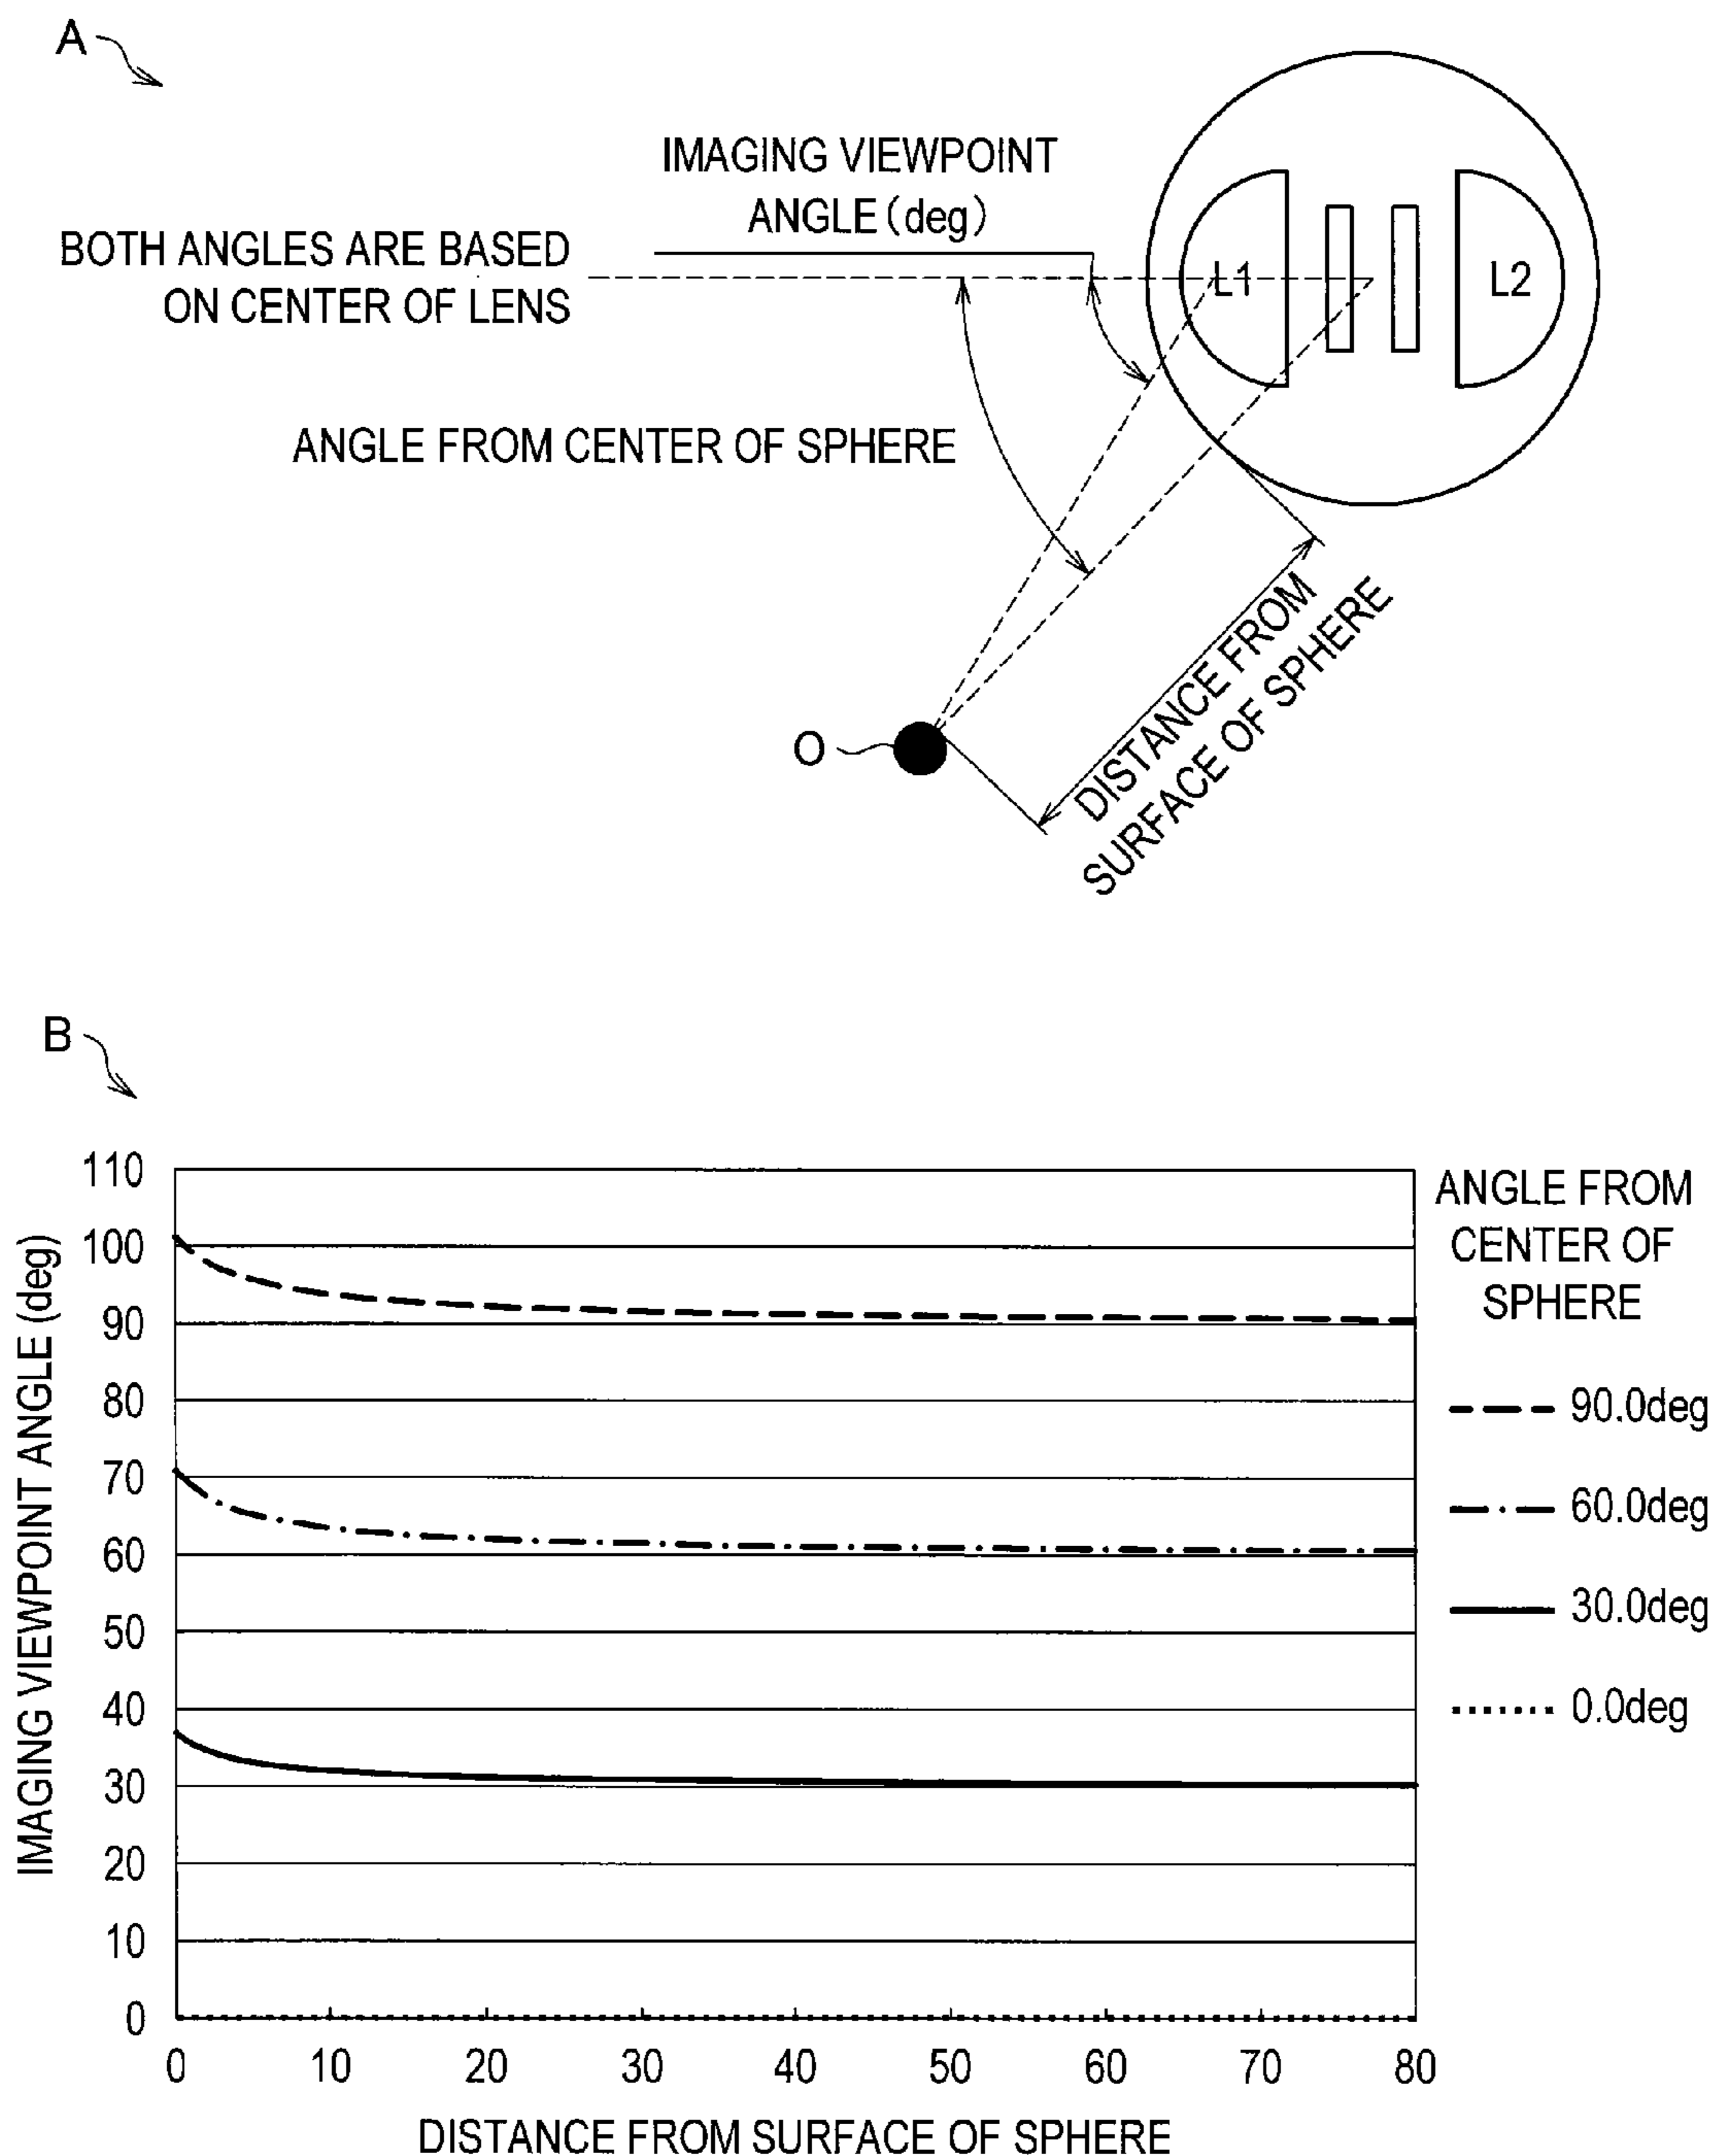 A
IMAGING VIEWPOINT
ANGLE (deg)
BOTH ANGLES ARE BASED
ON CENTER OF LENS
L1
L2
ANGLE FROM CENTER OF SPHERE
O
DISTANCE FROM
SURFACE OF SPHERE
B
IMAGING VIEWPOINT ANGLE (deg)
110
100
90
80
70
60
50
40
30
20
10
0
0 10 20 30 40 50 60 70 80
DISTANCE FROM SURFACE OF SPHERE
ANGLE FROM
CENTER OF
SPHERE
90.0deg
60.0deg
30.0deg
0.0deg